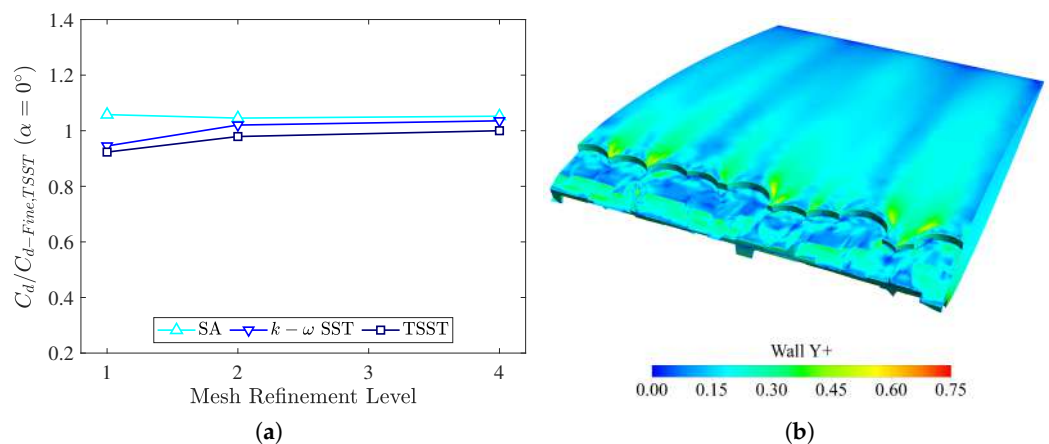 1.4
1.2
1
0.8
0.6
0.4
0.2
C_d/C_{d-Fine,TSST} (α = 0°)
SA k − ω SST TSST
1 2 3 4
Mesh Refinement Level
(a)
Wall Y+
0.00 0.15 0.30 0.45 0.60 0.75
(b)